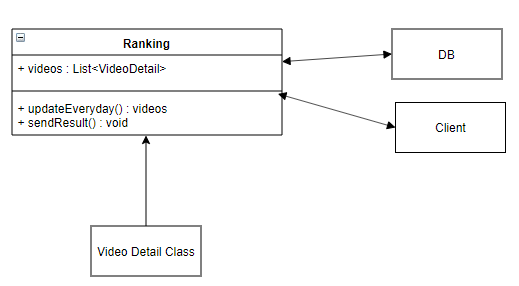 Ranking
+ videos : List<VideoDetail>
+ updateEveryday() : videos
+ sendResult() : void
DB
Client
Video Detail Class